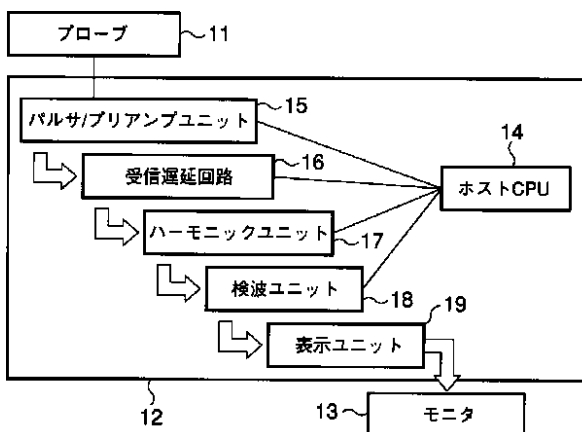 プローブ
11
パルサ/プリアンプユニット
15
受信遅延回路
16
14
ホストCPU
ハーモニックユニット
17
検波ユニット
18
表示ユニット
19
12
13
モニタ